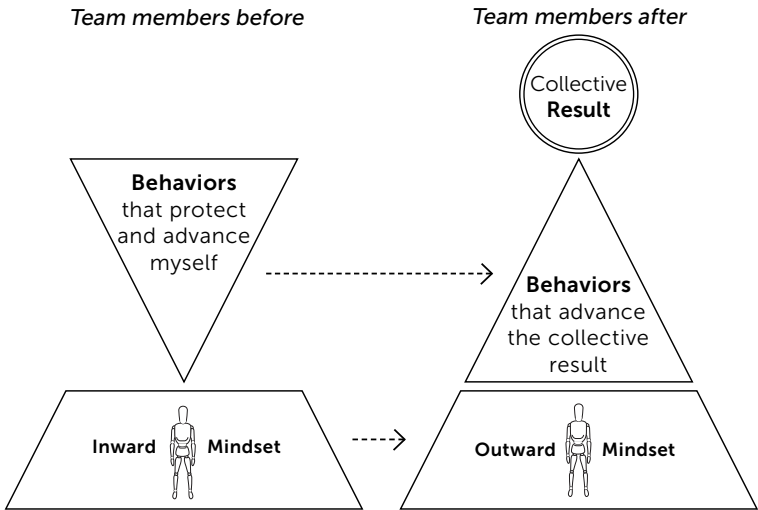 Team members before
Team members after
Collective
Result
Behaviors
that protect
and advance
myself
Behaviors
that advance
the collective
result
Inward Mindset
Outward Mindset